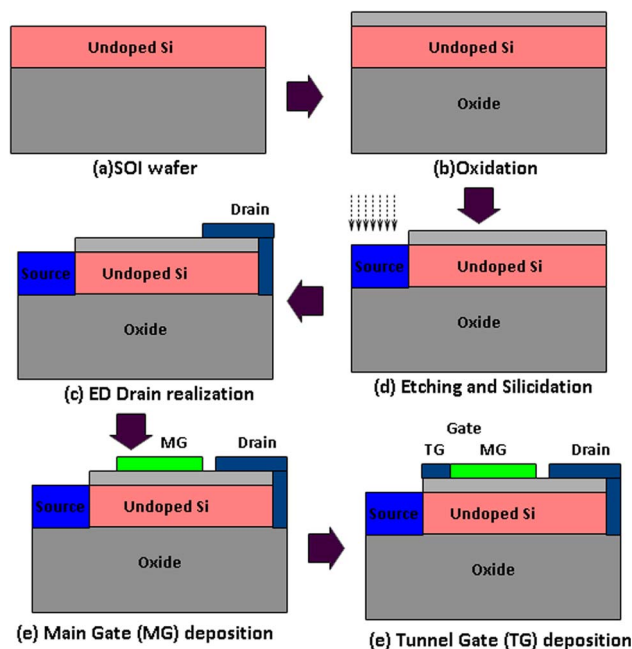 Undoped Si
(a)SOI wafer
Undoped Si
Oxide
(b)Oxidation
Drain
Source
Undoped Si
Oxide
(c) ED Drain realization
Source
Undoped Si
Oxide
(d) Etching and Silicidation
MG
Drain
Source
Undoped Si
Oxide
(e) Main Gate (MG) deposition
Gate
TG
MG
Drain
Source
Undoped Si
Oxide
(e) Tunnel Gate (TG) deposition